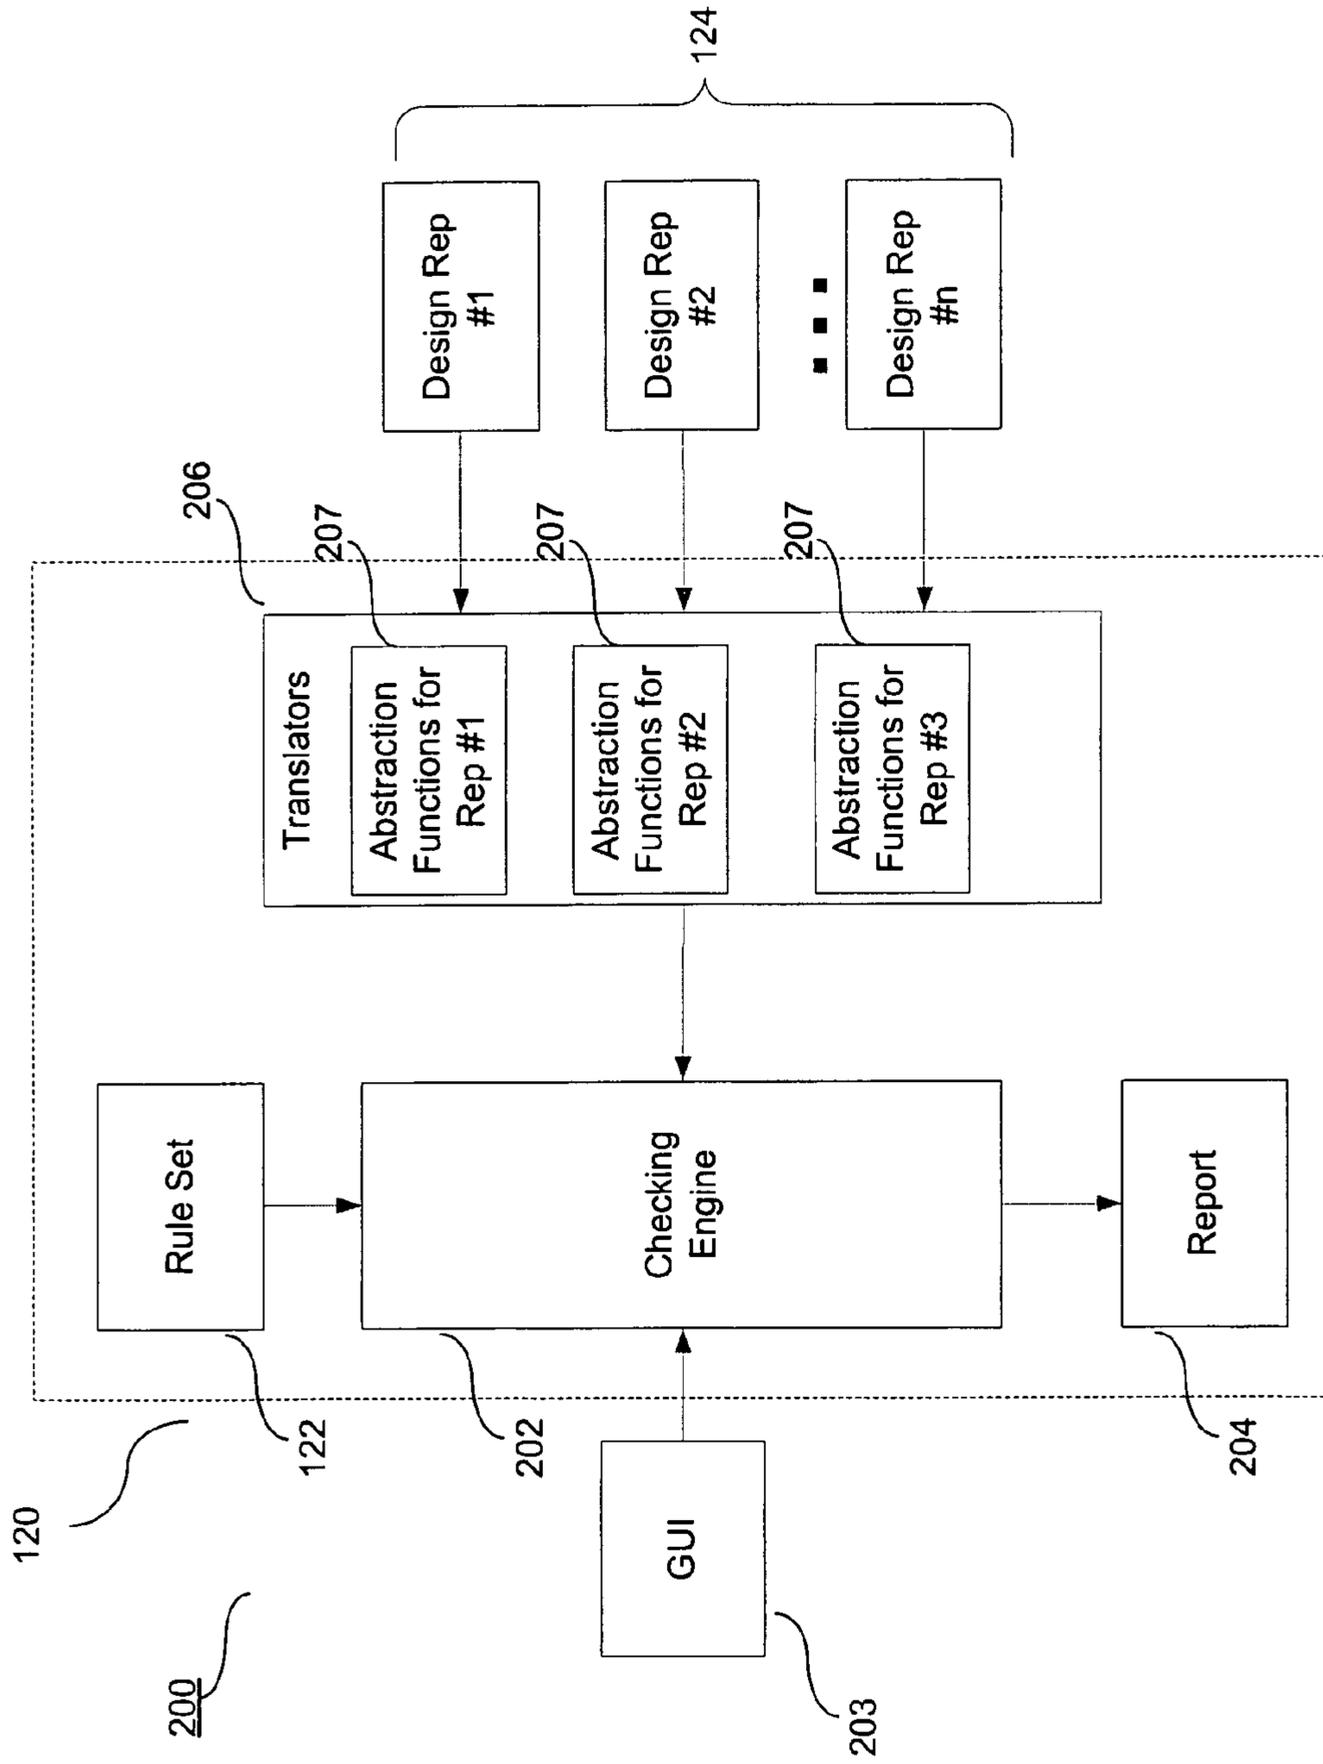 200
120
Rule Set
122
GUI
203
Checking
Engine
202
Report
204
Translators
206
Abstraction
Functions for
Rep #1
207
Abstraction
Functions for
Rep #2
207
Abstraction
Functions for
Rep #3
207
Design Rep
#1
Design Rep
#2
Design Rep
#n
124